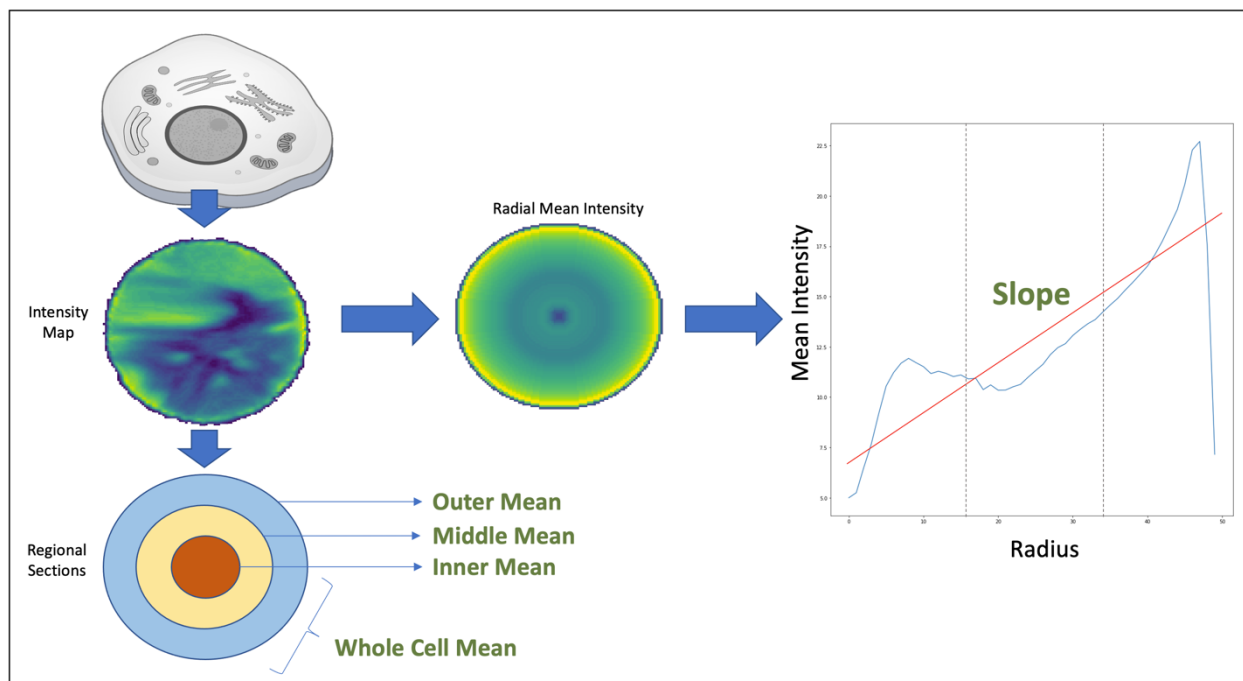 Radial Mean Intensity
Intensity
Map
Regional
Sections
Outer Mean
Middle Mean
Inner Mean
Whole Cell Mean
Slope
Mean Intensity
22.5
20.0
17.5
15.0
12.5
10.0
7.5
5.0
0
10
20
30
40
50
Radius